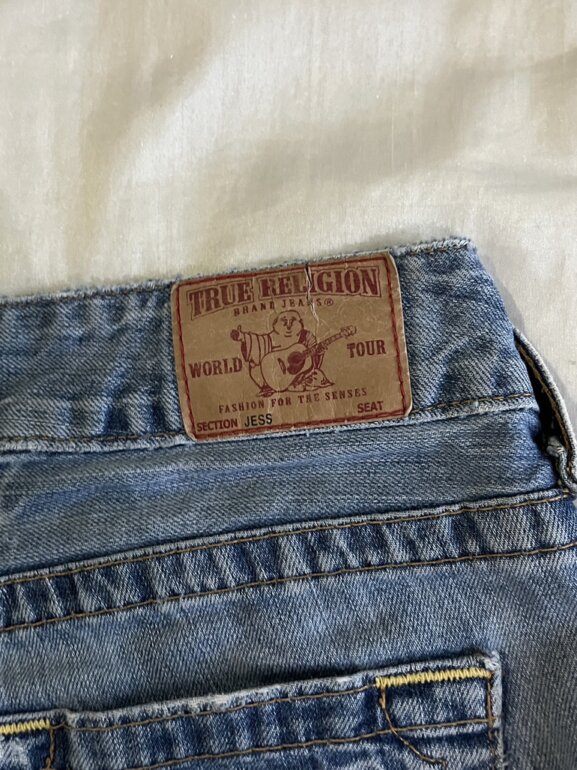 TRUE RELIGION
BRAND JEANS®
WORLD TOUR
FASHION FOR THE SENSES
SECTION JESS SEAT